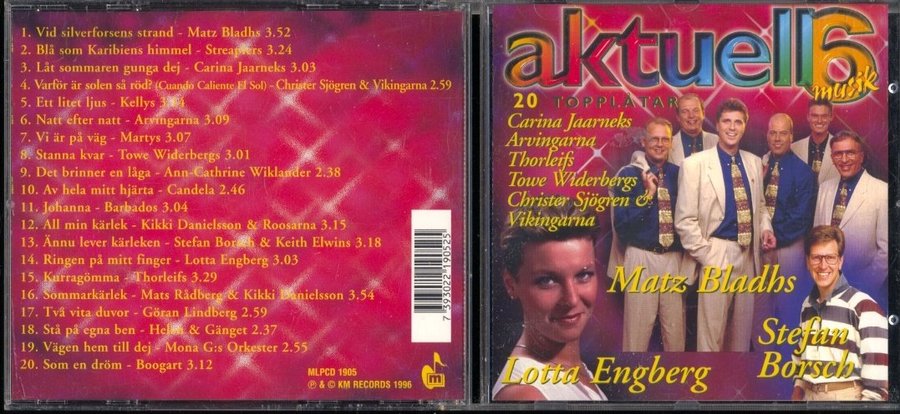 1. Vid silverforsens strand - Matz Bladhs 3.52
2. Blå som Karibiens himmel - Streamers 3.24
3. Låt sommaren gunga dej - Carina Jaarneks 3.03
4. Varför är solen så röd? (Cuando Caliente El Sol) - Christer Sjögren & Vikingarna 2.59
5. Ett litet ljus - Kellys
6. Natt efter natt - Arvingarna 3.09
7. Vi är på väg - Martys 3.07
8. Stanna kvar - Towe Widerbergs 3.01
9. Det brinner en låga - Ann-Cathrine Wiklander 2.38
10. Av hela mitt hjärta - Candela 2.46
11. Johanna - Barbados 3.04
12. All min kärlek - Kikki Danielsson & Roosarna 3.15
13. Ännu lever kärleken - Stefan Borsch & Keith Elwins 3.18
14. Ringen på mitt finger - Lotta Engberg 3.03
15. Kurragömma - Thorleifs 3.29
16. Sommarkärlek - Mats Rådberg & Kikki Danielsson 3.54
17. Två vita duvor - Göran Lindberg 2.59
18. Stå på egna ben - Helen & Gänget 2.37
19. Vägen hem till dej - Mona G:s Orkester 2.55
20. Som en dröm - Boogart 3.12
7 393022 190525
MLPCD 1905
℗ & © KM RECORDS 1996
aktuell 6
musik
20 TOPPLÅTAR
Carina Jaarneks
Arvingarna
Thorleifs
Towe Widerbergs
Christer Sjögren &
Vikingarna
Matz Bladhs
Stefan
Borsch
Lotta Engberg